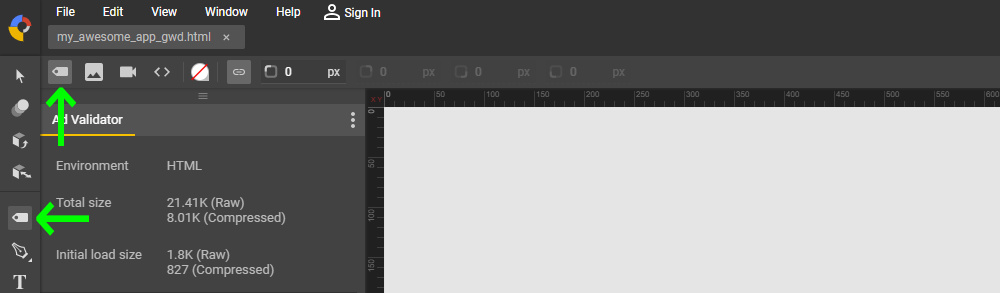 File Edit View Window Help Sign In
my_awesome_app_gwd.html ×
0 px 0 px 0 px 0 px
X Y 0 50 100 150 200 250 300 350 400 450 500 550 600
0
50
100
150
Ad Validator
Environment HTML
Total size 21.41K (Raw)
8.01K (Compressed)
Initial load size 1.8K (Raw)
827 (Compressed)
T